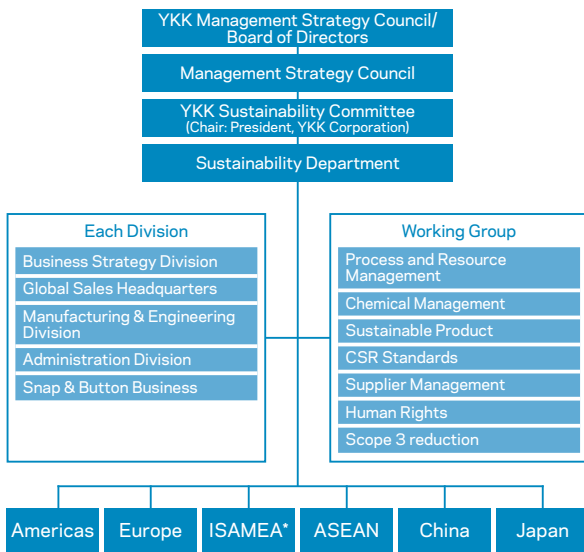 YKK Management Strategy Council/
Board of Directors
Management Strategy Council
YKK Sustainability Committee
(Chair: President, YKK Corporation)
Sustainability Department
Each Division
Business Strategy Division
Global Sales Headquarters
Manufacturing & Engineering
Division
Administration Division
Snap & Button Business
Working Group
Process and Resource
Management
Chemical Management
Sustainable Product
CSR Standards
Supplier Management
Human Rights
Scope 3 reduction
Americas
Europe
ISAMEA*
ASEAN
China
Japan